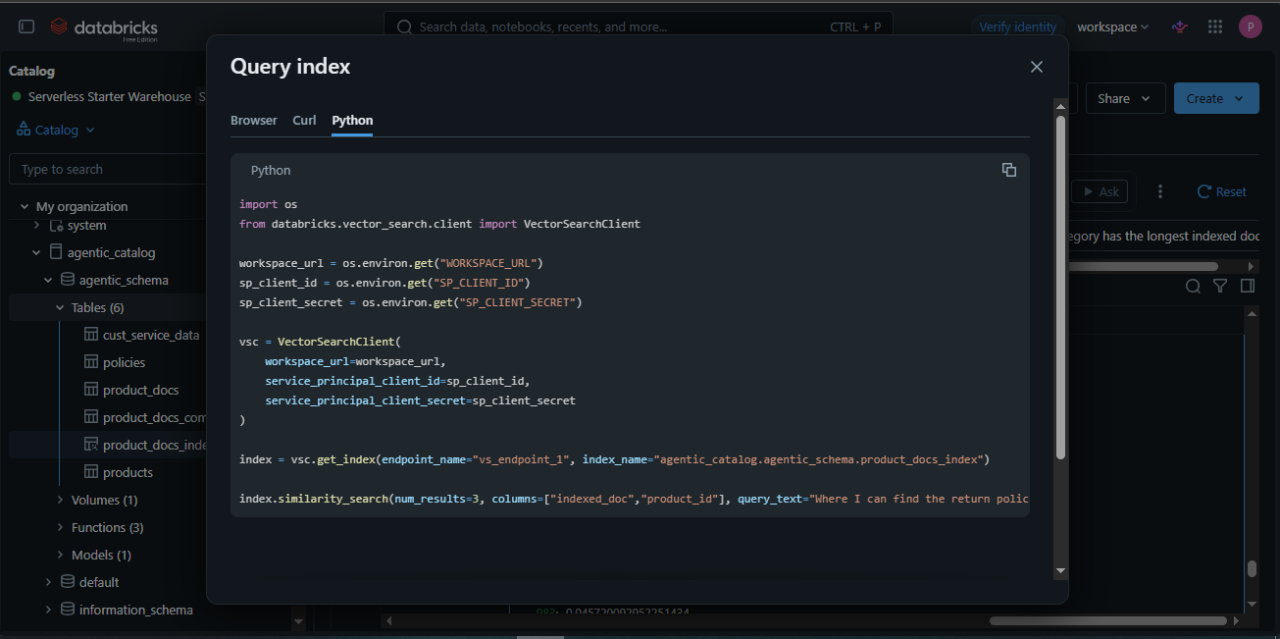 databricks
Free Edition
Search data, notebooks, recents, and more...
CTRL + P
Verify identity
workspace
P
Catalog
Serverless Starter Warehouse S
Catalog
Type to search
My organization
system
agentic_catalog
agentic_schema
Tables (6)
cust_service_data
policies
product_docs
product_docs_com
product_docs_inde
products
Volumes (1)
Functions (3)
Models (1)
default
information_schema
Share
Create
Ask
Reset
egory has the longest indexed doc
Query index
Browser
Curl
Python
Python
import os
from databricks.vector_search.client import VectorSearchClient
workspace_url = os.environ.get("WORKSPACE_URL")
sp_client_id = os.environ.get("SP_CLIENT_ID")
sp_client_secret = os.environ.get("SP_CLIENT_SECRET")
vsc = VectorSearchClient(
workspace_url=workspace_url,
service_principal_client_id=sp_client_id,
service_principal_client_secret=sp_client_secret
)
index = vsc.get_index(endpoint_name="vs_endpoint_1", index_name="agentic_catalog.agentic_schema.product_docs_index")
index.similarity_search(num_results=3, columns=["indexed_doc","product_id"], query_text="Where I can find the return polic